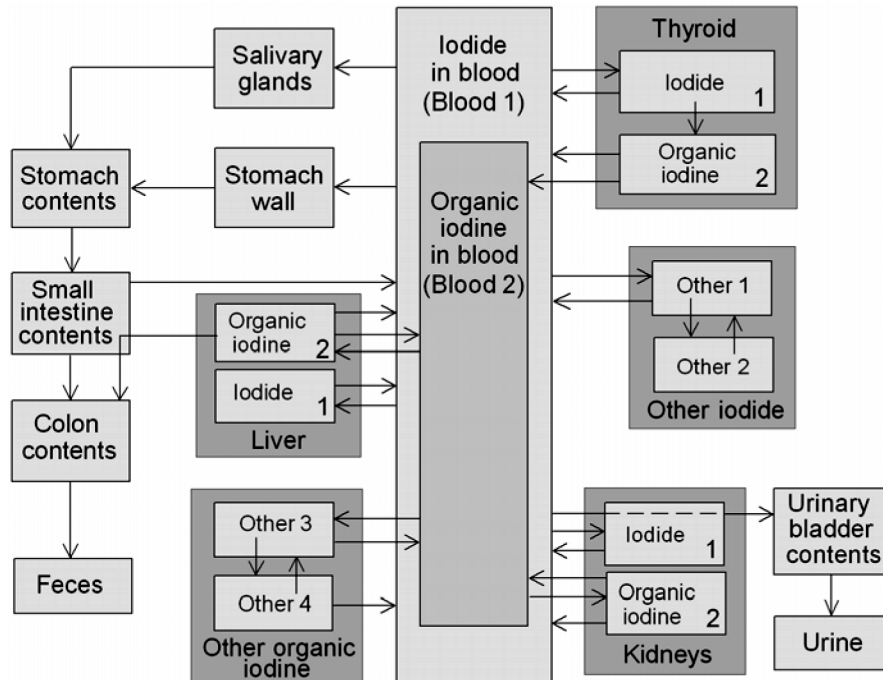 Salivary
glands
Stomach
contents
Stomach
wall
Small
intestine
contents
Colon
contents
Feces
Organic
iodine
2
Iodide
1
Liver
Other 3
Other 4
Other organic
iodine
Iodide
in blood
(Blood 1)
Organic
iodine
in blood
(Blood 2)
Thyroid
Iodide
1
Organic
iodine
2
Other 1
Other 2
Other iodide
Iodide
1
Organic
iodine
2
Kidneys
Urinary
bladder
contents
Urine